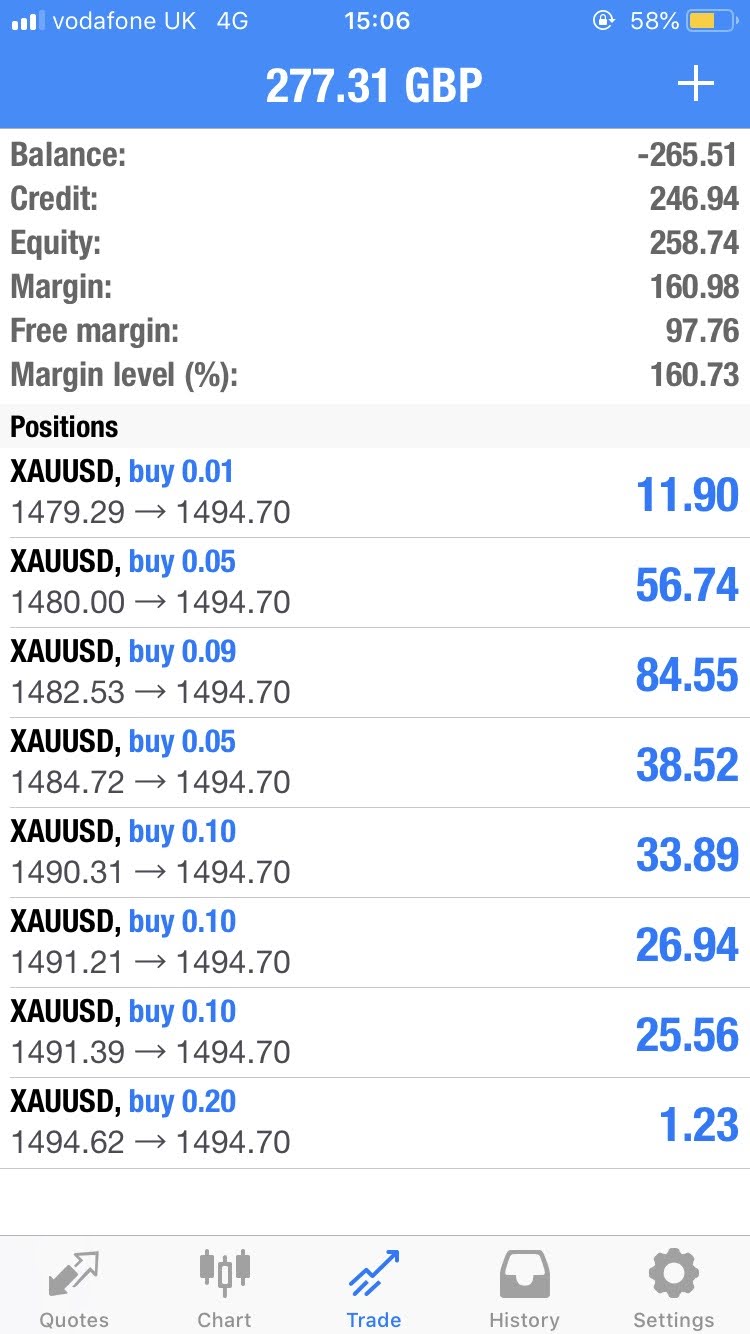 vodafone UK 4G 15:06 58%
277.31 GBP
Balance: -265.51
Credit: 246.94
Equity: 258.74
Margin: 160.98
Free margin: 97.76
Margin level (%): 160.73
Positions
XAUUSD, buy 0.01
1479.29 → 1494.70 11.90
XAUUSD, buy 0.05
1480.00 → 1494.70 56.74
XAUUSD, buy 0.09
1482.53 → 1494.70 84.55
XAUUSD, buy 0.05
1484.72 → 1494.70 38.52
XAUUSD, buy 0.10
1490.31 → 1494.70 33.89
XAUUSD, buy 0.10
1491.21 → 1494.70 26.94
XAUUSD, buy 0.10
1491.39 → 1494.70 25.56
XAUUSD, buy 0.20
1494.62 → 1494.70 1.23
Quotes Chart Trade History Settings